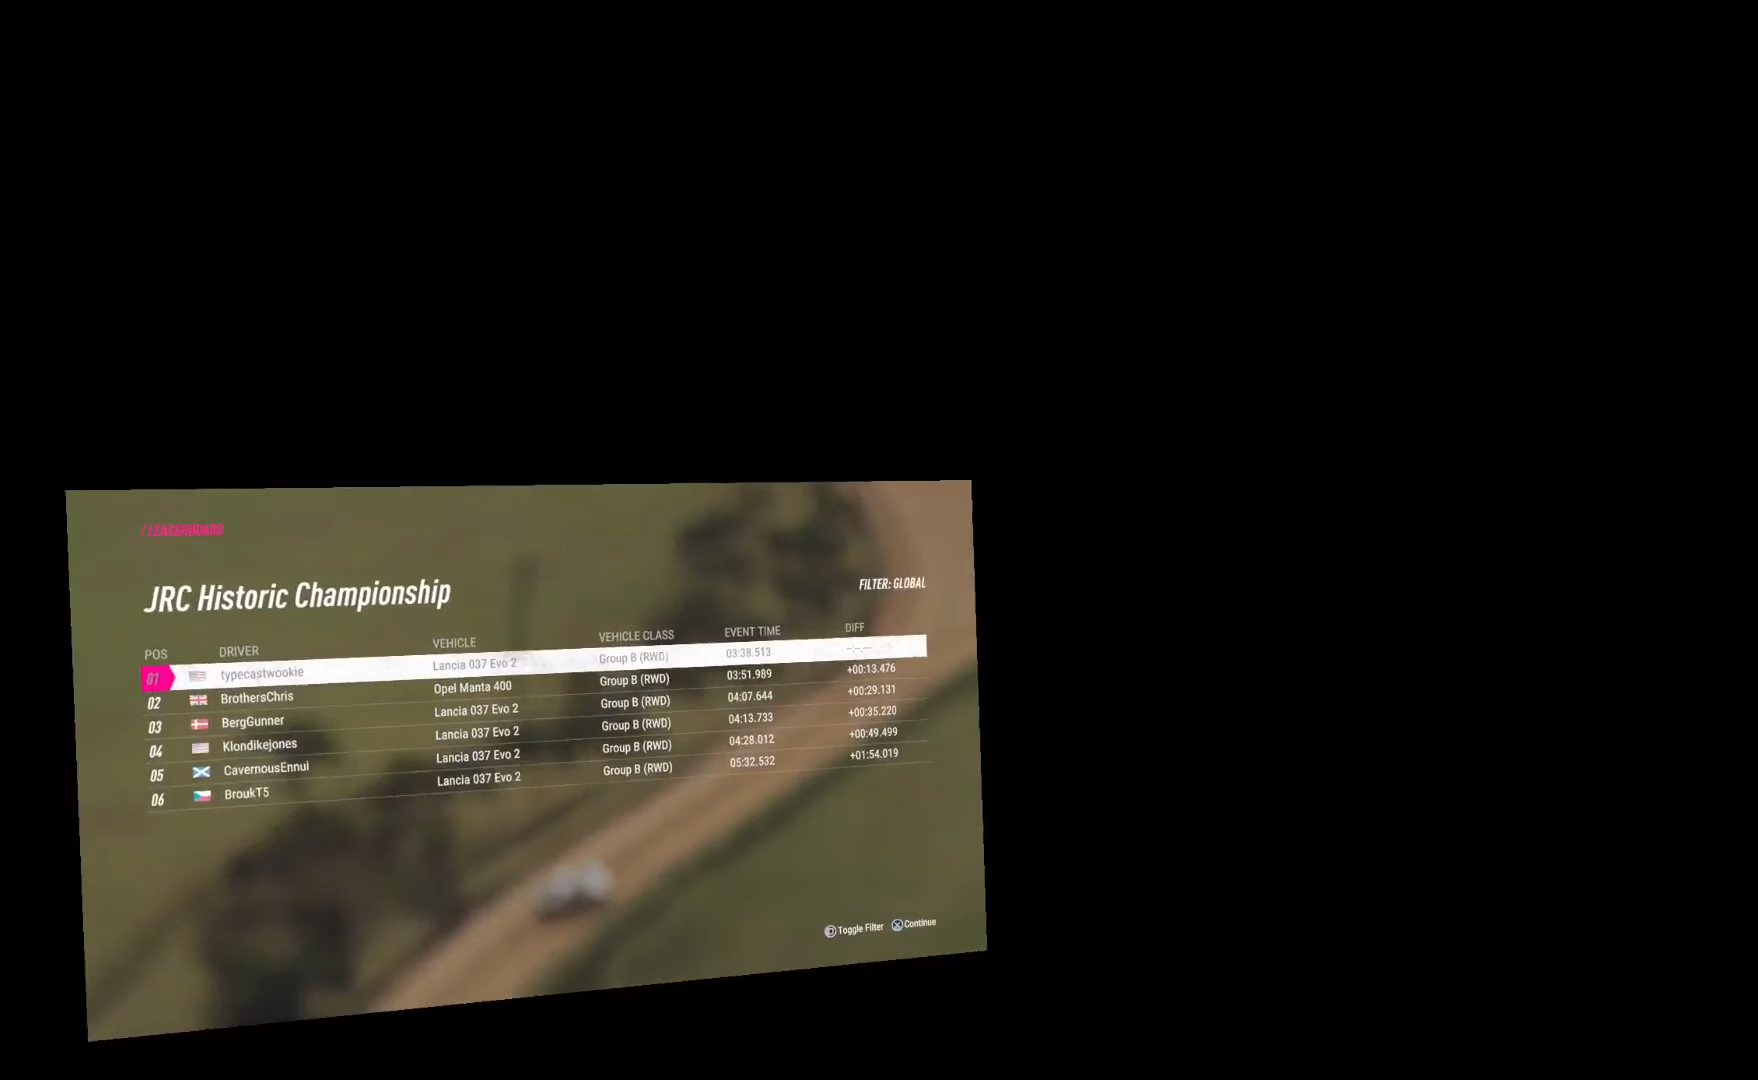 / LEADERBOARD
JRC Historic Championship
FILTER: GLOBAL
POS DRIVER VEHICLE VEHICLE CLASS EVENT TIME DIFF
01 typecastwookie Lancia 037 Evo 2 Group B (RWD) 03:38.513 --:--.---
02 BrothersChris Opel Manta 400 Group B (RWD) 03:51.989 +00:13.476
03 BergGunner Lancia 037 Evo 2 Group B (RWD) 04:07.644 +00:29.131
04 Klondikejones Lancia 037 Evo 2 Group B (RWD) 04:13.733 +00:35.220
05 CavernousEnnui Lancia 037 Evo 2 Group B (RWD) 04:28.012 +00:49.499
06 BroukT5 Lancia 037 Evo 2 Group B (RWD) 05:32.532 +01:54.019
Toggle Filter Continue